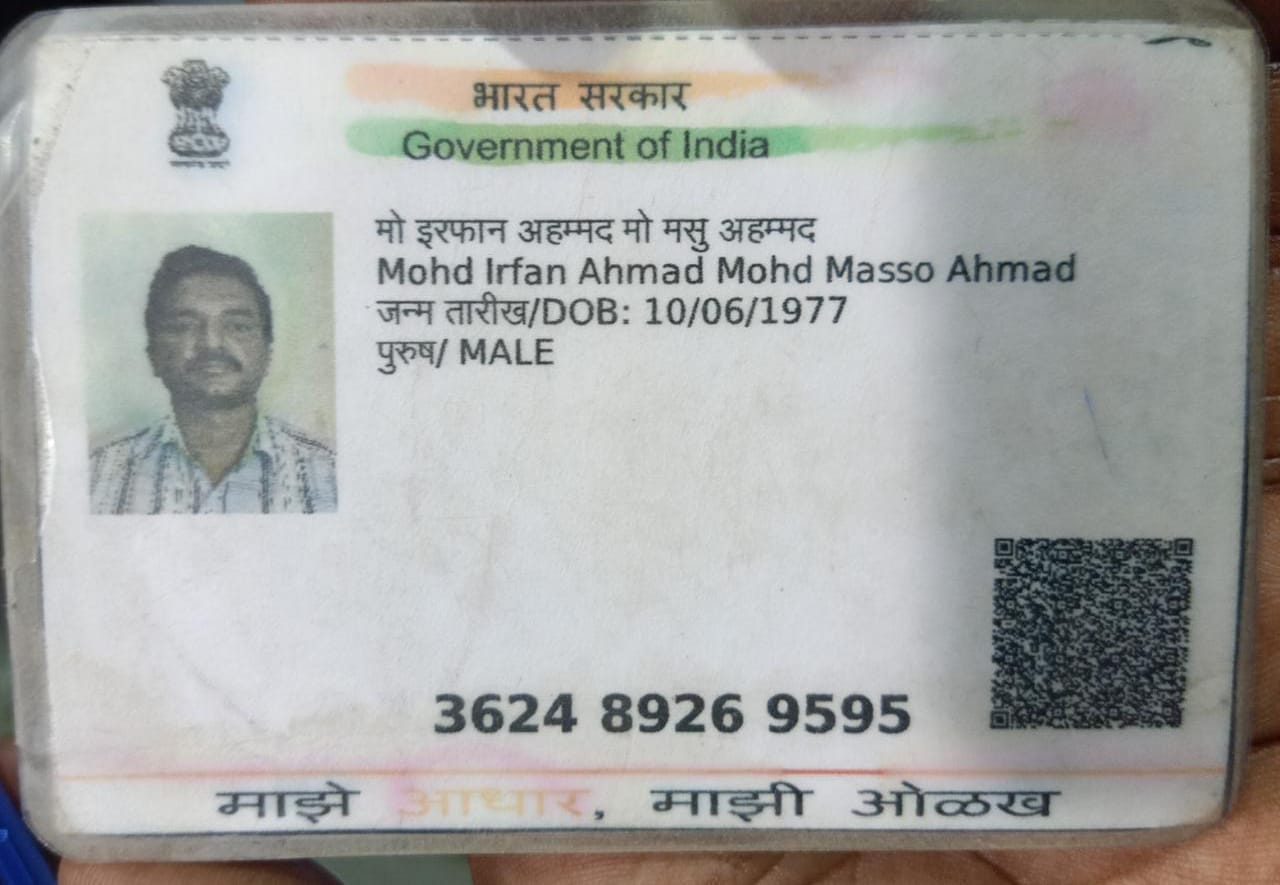 भारत सरकार
Government of India
मो इरफान अहम्मद मो मसु अहम्मद
Mohd Irfan Ahmad Mohd Masso Ahmad
जन्म तारीख/DOB: 10/06/1977
पुरुष/ MALE
3624 8926 9595
माझे आधार, माझी ओळख